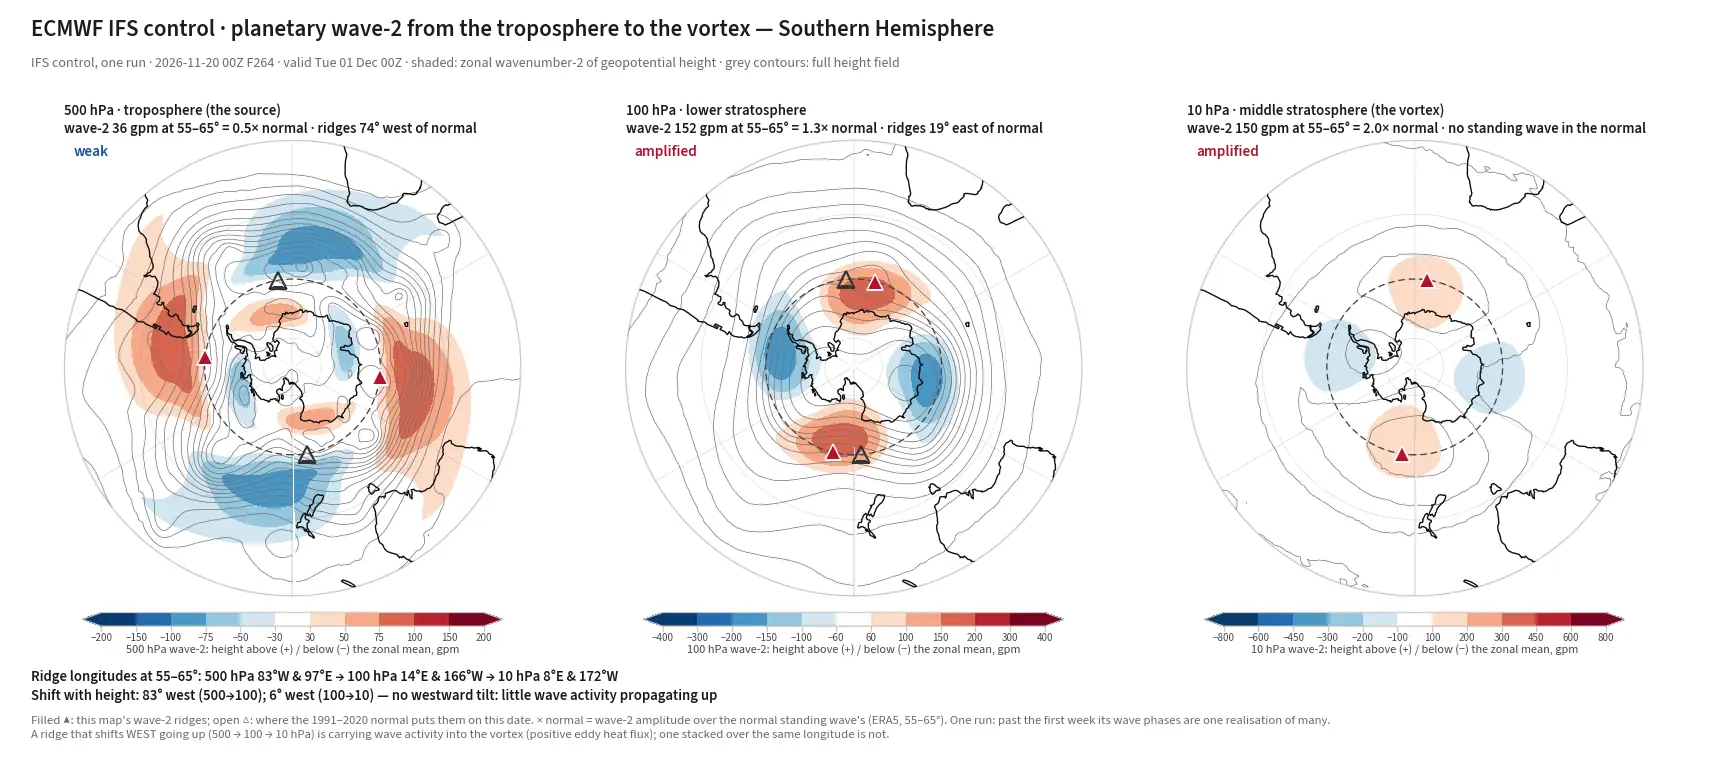 ECMWF IFS control · planetary wave-2 from the troposphere to the vortex — Southern Hemisphere
IFS control, one run · 2026-11-20 00Z F264 · valid Tue 01 Dec 00Z · shaded: zonal wavenumber-2 of geopotential height · grey contours: full height field
500 hPa · troposphere (the source)
wave-2 36 gpm at 55–65° = 0.5× normal · ridges 74° west of normal
weak
100 hPa · lower stratosphere
wave-2 152 gpm at 55–65° = 1.3× normal · ridges 19° east of normal
amplified
10 hPa · middle stratosphere (the vortex)
wave-2 150 gpm at 55–65° = 2.0× normal · no standing wave in the normal
amplified
−200 −150 −100 −75 −50 −30 30 50 75 100 150 200
500 hPa wave-2: height above (+) / below (−) the zonal mean, gpm
−400 −300 −200 −150 −100 −60 60 100 150 200 300 400
100 hPa wave-2: height above (+) / below (−) the zonal mean, gpm
−800 −600 −450 −300 −200 −100 100 200 300 450 600 800
10 hPa wave-2: height above (+) / below (−) the zonal mean, gpm
Ridge longitudes at 55–65°: 500 hPa 83°W & 97°E → 100 hPa 14°E & 166°W → 10 hPa 8°E & 172°W
Shift with height: 83° west (500→100); 6° west (100→10) — no westward tilt: little wave activity propagating up
Filled ▲: this map's wave-2 ridges; open △: where the 1991–2020 normal puts them on this date. × normal = wave-2 amplitude over the normal standing wave's (ERA5, 55–65°). One run: past the first week its wave phases are one realisation of many.
A ridge that shifts WEST going up (500 → 100 → 10 hPa) is carrying wave activity into the vortex (positive eddy heat flux); one stacked over the same longitude is not.